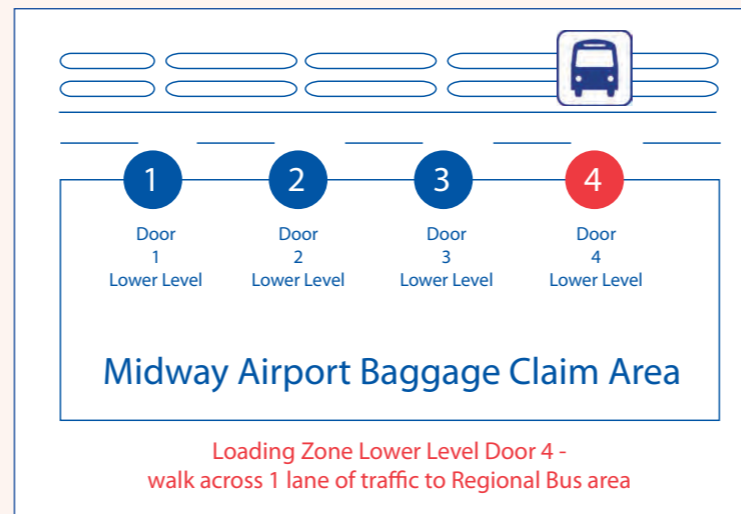 1 2 3 4
Door Door Door Door
1 2 3 4
Lower Level Lower Level Lower Level Lower Level
Midway Airport Baggage Claim Area
Loading Zone Lower Level Door 4 -
walk across 1 lane of traffic to Regional Bus area